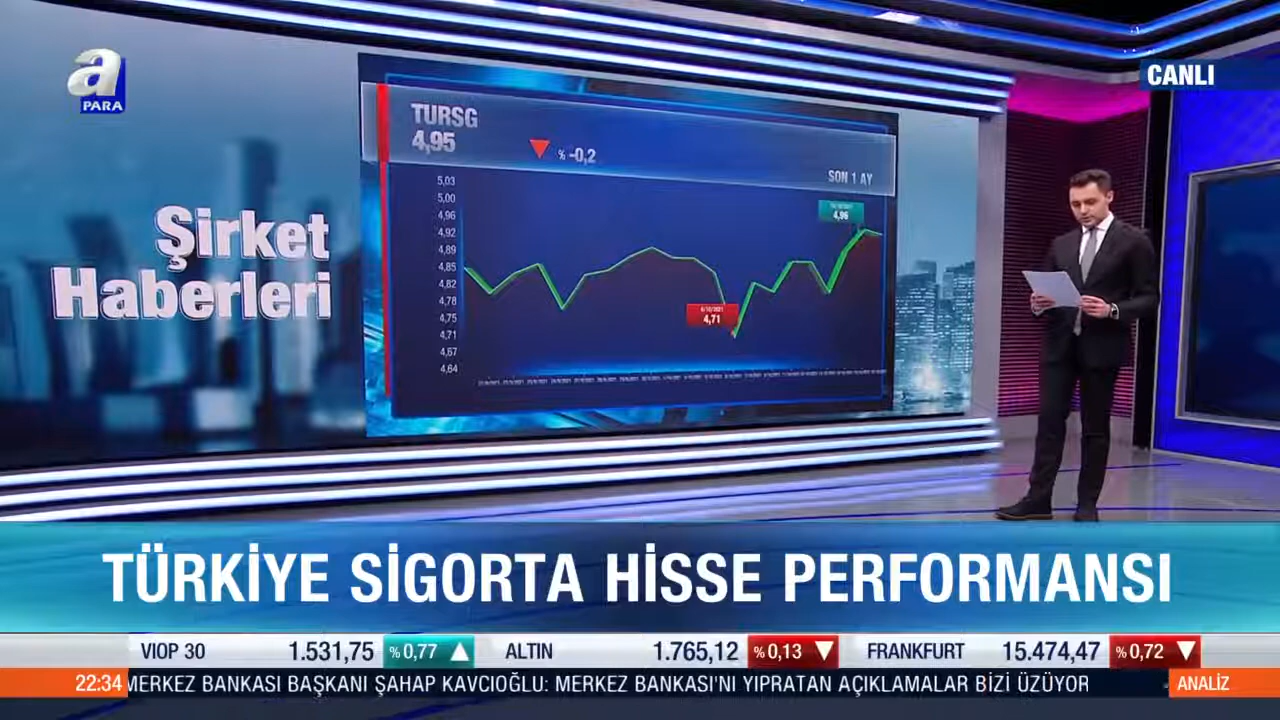 a
PARA
CANLI
Şirket
Haberleri
TURSG
4,95
% -0,2
SON 1 AY
5,03
5,00
4,96
4,92
4,89
4,85
4,82
4,78
4,75
4,71
4,64
4,96
4,71
TÜRKİYE SİGORTA HİSSE PERFORMANSI
VIOP 30 1.531,75 %0,77 ALTIN 1.765,12 %0,13 FRANKFURT 15.474,47 %0,72
22:34 MERKEZ BANKASI BAŞKANI ŞAHAP KAVCIOĞLU: MERKEZ BANKASI'NI YIPRATAN AÇIKLAMALAR BİZİ ÜZÜYOR ANALİZ